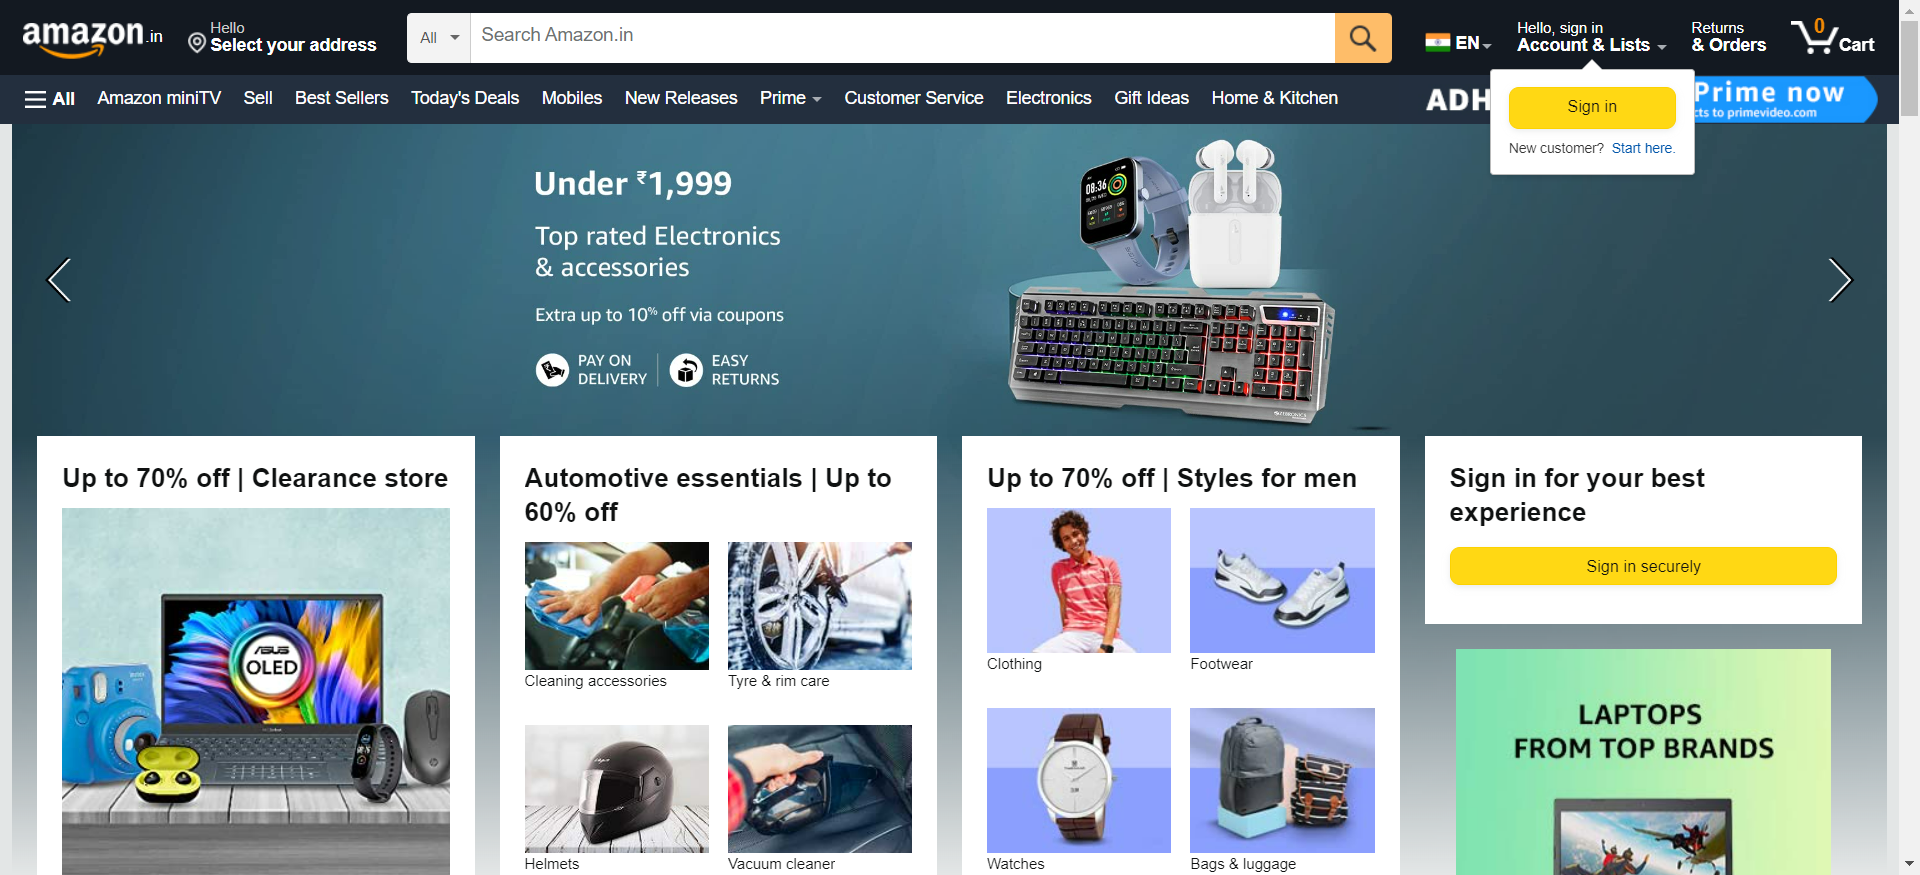 amazon.in
Hello
Select your address
All
Search Amazon.in
EN
Hello, sign in
Account & Lists
Returns
& Orders
0
Cart
All
Amazon miniTV
Sell
Best Sellers
Today's Deals
Mobiles
New Releases
Prime
Customer Service
Electronics
Gift Ideas
Home & Kitchen
ADH
Prime now
cts to primevideo.com
Sign in
New customer? Start here.
Under ₹1,999
Top rated Electronics
& accessories
Extra up to 10% off via coupons
PAY ON
DELIVERY
EASY
RETURNS
08:36
Up to 70% off | Clearance store
ASUS
OLED
Automotive essentials | Up to
60% off
Cleaning accessories
Tyre & rim care
Helmets
Vacuum cleaner
Up to 70% off | Styles for men
Clothing
Footwear
Watches
Bags & luggage
Sign in for your best
experience
Sign in securely
LAPTOPS
FROM TOP BRANDS